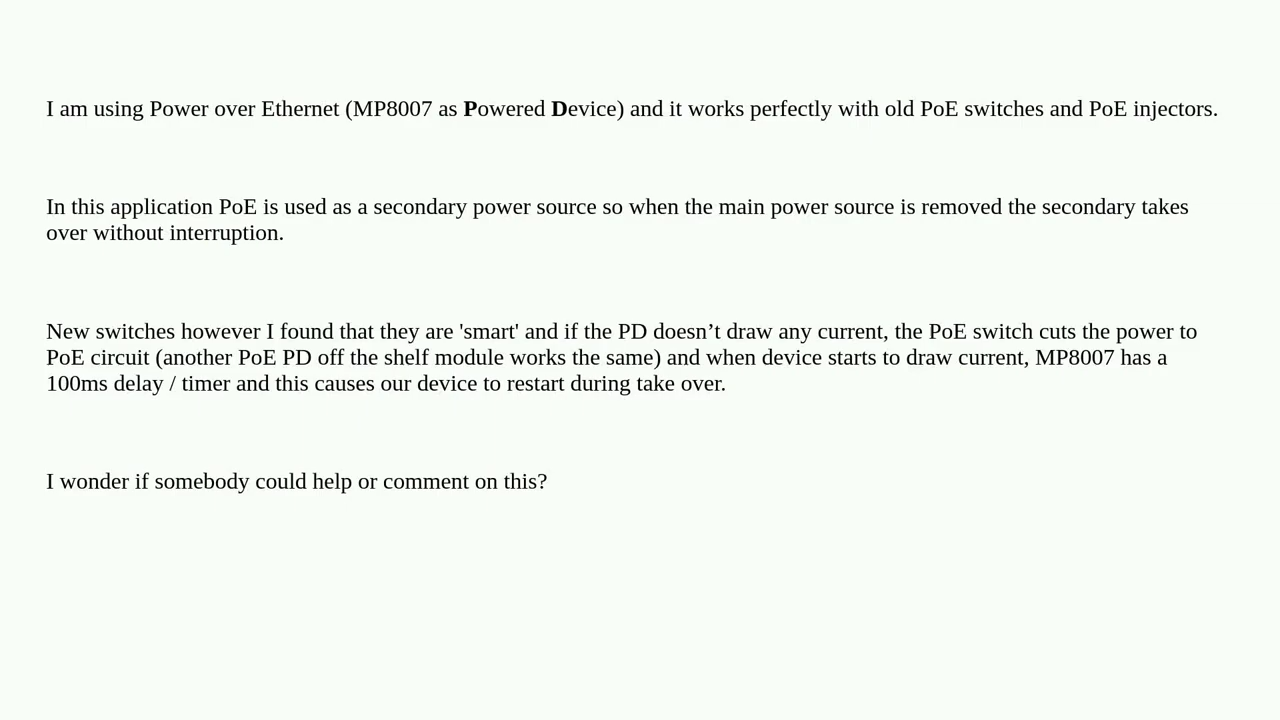 I am using Power over Ethernet (MP8007 as Powered Device) and it works perfectly with old PoE switches and PoE injectors.
In this application PoE is used as a secondary power source so when the main power source is removed the secondary takes
over without interruption.
New switches however I found that they are 'smart' and if the PD doesn’t draw any current, the PoE switch cuts the power to
PoE circuit (another PoE PD off the shelf module works the same) and when device starts to draw current, MP8007 has a
100ms delay / timer and this causes our device to restart during take over.
I wonder if somebody could help or comment on this?